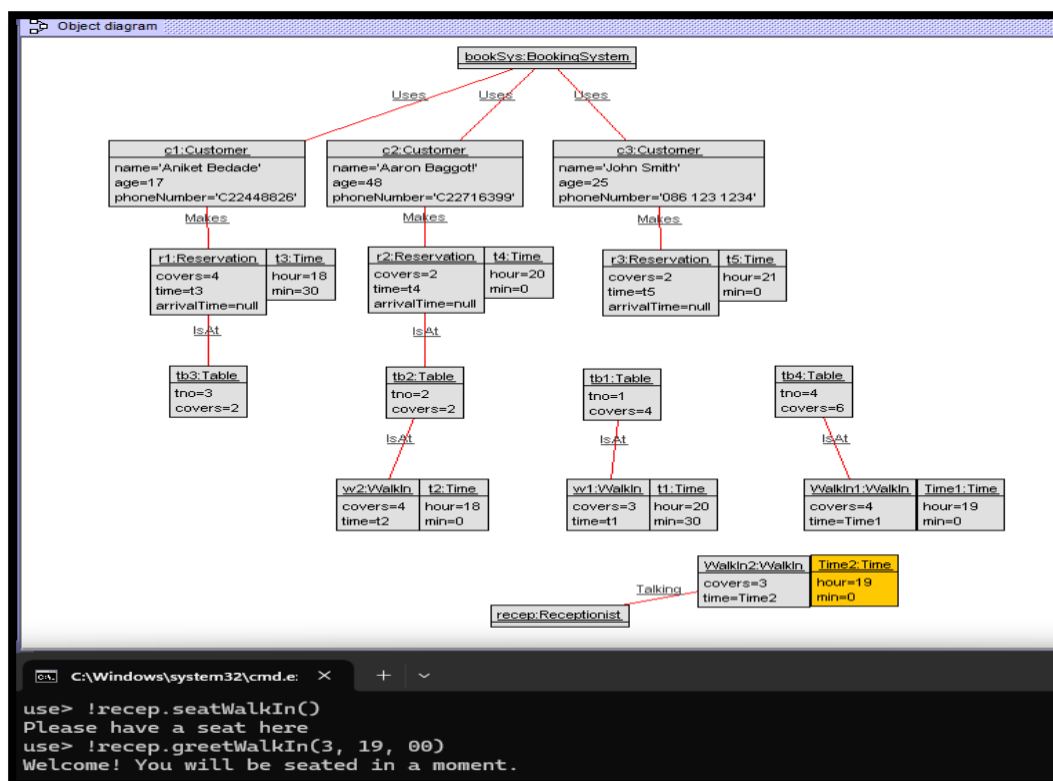 Object diagram
bookSys:BookingSystem
Uses
Uses
Uses
c1:Customer
name='Aniket Bedade'
age=17
phoneNumber='C22448826'
c2:Customer
name='Aaron Baggot!'
age=48
phoneNumber='C22716399'
c3:Customer
name='John Smith'
age=25
phoneNumber='086 123 1234'
Makes
Makes
Makes
r1:Reservation
covers=4
time=t3
arrivalTime=null
t3:Time
hour=18
min=30
r2:Reservation
covers=2
time=t4
arrivalTime=null
t4:Time
hour=20
min=0
r3:Reservation
covers=2
time=t5
arrivalTime=null
t5:Time
hour=21
min=0
IsAt
IsAt
tb3:Table
tno=3
covers=2
tb2:Table
tno=2
covers=2
tb1:Table
tno=1
covers=4
tb4:Table
tno=4
covers=6
IsAt
IsAt
IsAt
w2:WalkIn
covers=4
time=t2
t2:Time
hour=18
min=0
w1:WalkIn
covers=3
time=t1
t1:Time
hour=20
min=30
WalkIn1:WalkIn
covers=4
time=Time1
Time1:Time
hour=19
min=0
WalkIn2:WalkIn
covers=3
time=Time2
Time2:Time
hour=19
min=0
Talking
recep:Receptionist
C:\Windows\system32\cmd.e:
use> !recep.seatWalkIn()
Please have a seat here
use> !recep.greetWalkIn(3, 19, 00)
Welcome! You will be seated in a moment.